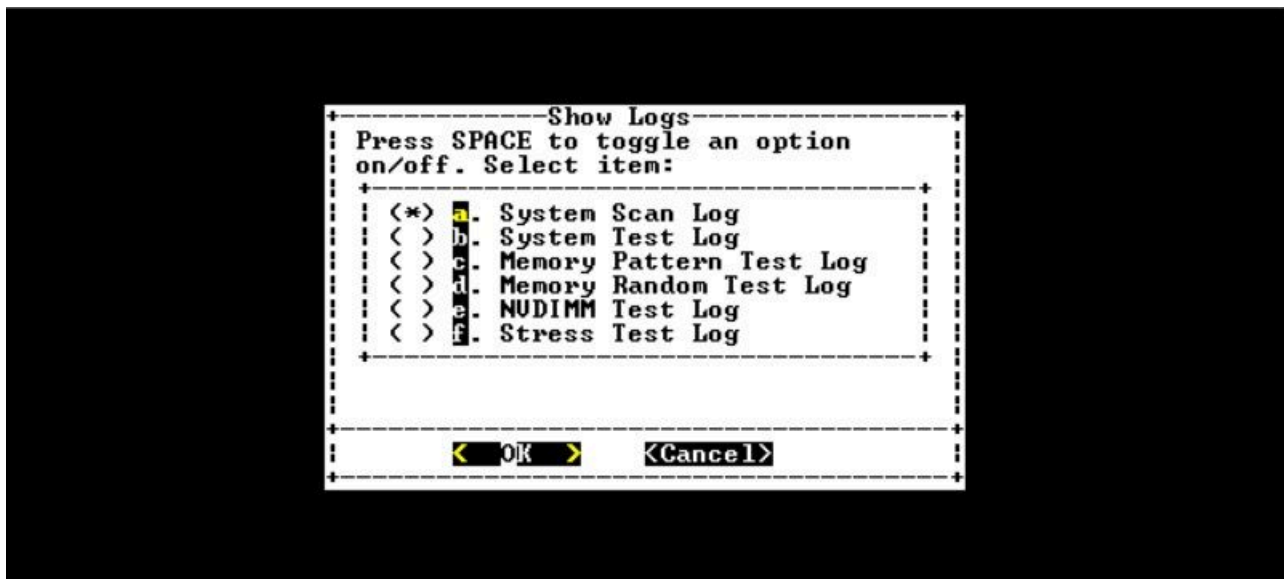 Show Logs
Press SPACE to toggle an option
on/off. Select item:
(*) a. System Scan Log
( ) b. System Test Log
( ) c. Memory Pattern Test Log
( ) d. Memory Random Test Log
( ) e. NVDIMM Test Log
( ) f. Stress Test Log
< OK > <Cancel>